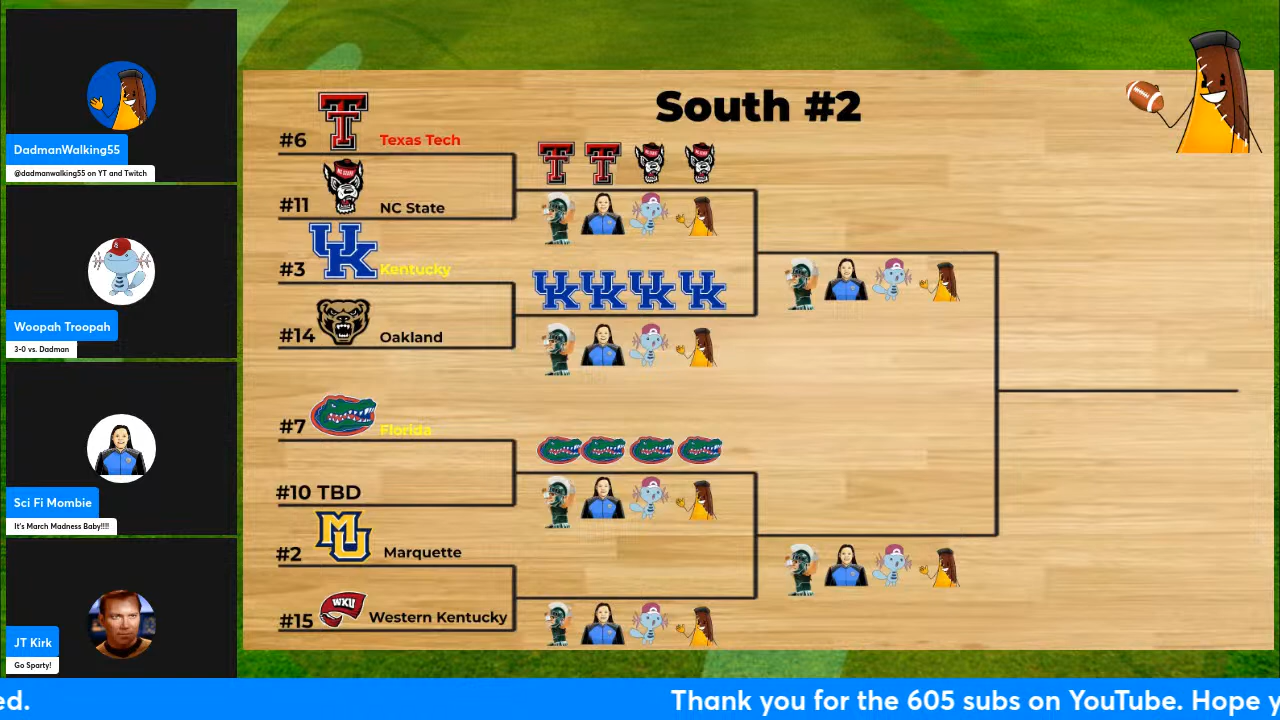 DadmanWalking55
@dadmanwalking55 on YT and Twitch
Woopah Troopah
3-0 vs. Dadman
Sci Fi Mombie
It's March Madness Baby!!!!
JT Kirk
Go Sparty!
South #2
#6 Texas Tech
#11 NC State
#3 Kentucky
#14 Oakland
#7 Florida
#10 TBD
#2 Marquette
#15 WKU Western Kentucky
ed. Thank you for the 605 subs on YouTube. Hope y